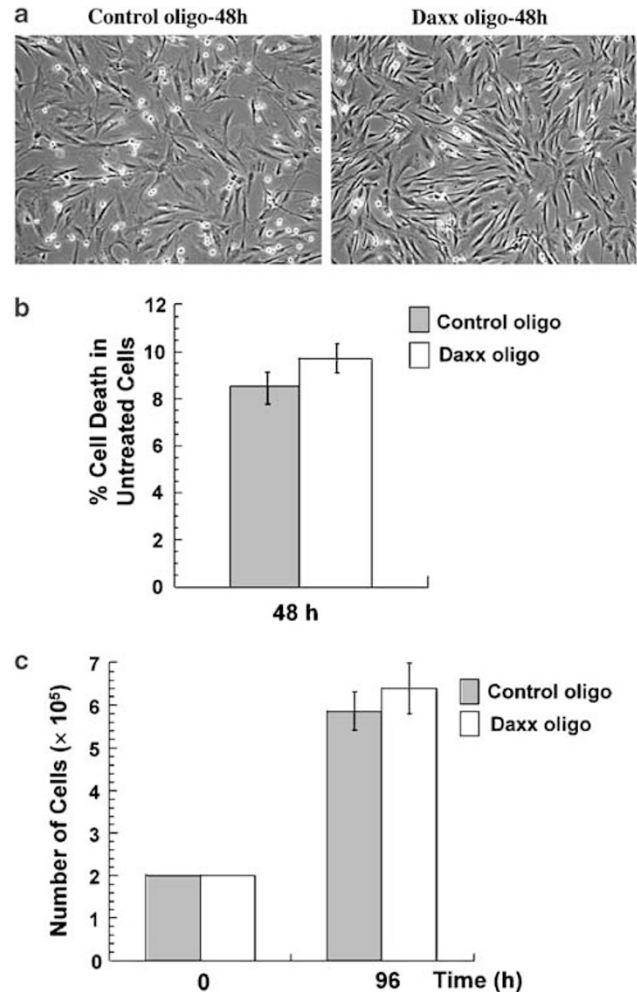 a
Control oligo-48h
Daxx oligo-48h
b
12
10
8
6
4
2
0
% Cell Death in
Untreated Cells
Control oligo
Daxx oligo
48 h
c
7
6
5
4
3
2
1
0
Number of Cells (× 10⁵)
Control oligo
Daxx oligo
0
96
Time (h)